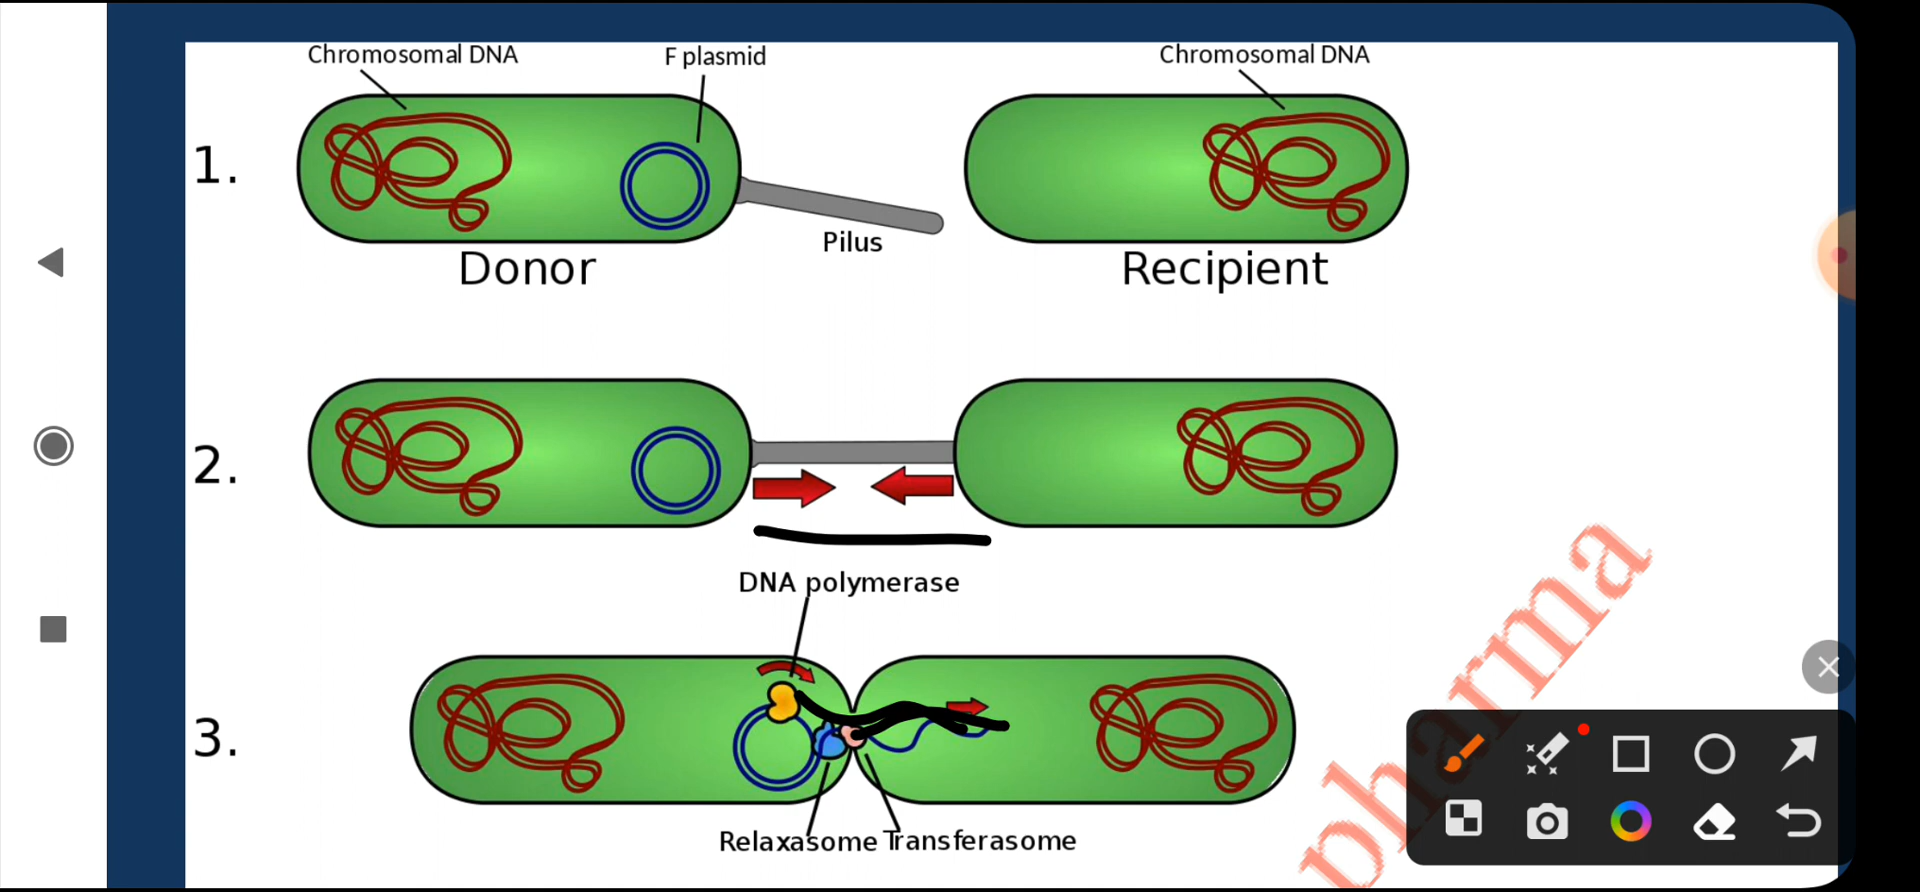 Chromosomal DNA
F plasmid
Chromosomal DNA
1.
Pilus
Donor
Recipient
2.
DNA polymerase
3.
Relaxasome
Transferasome
pharma